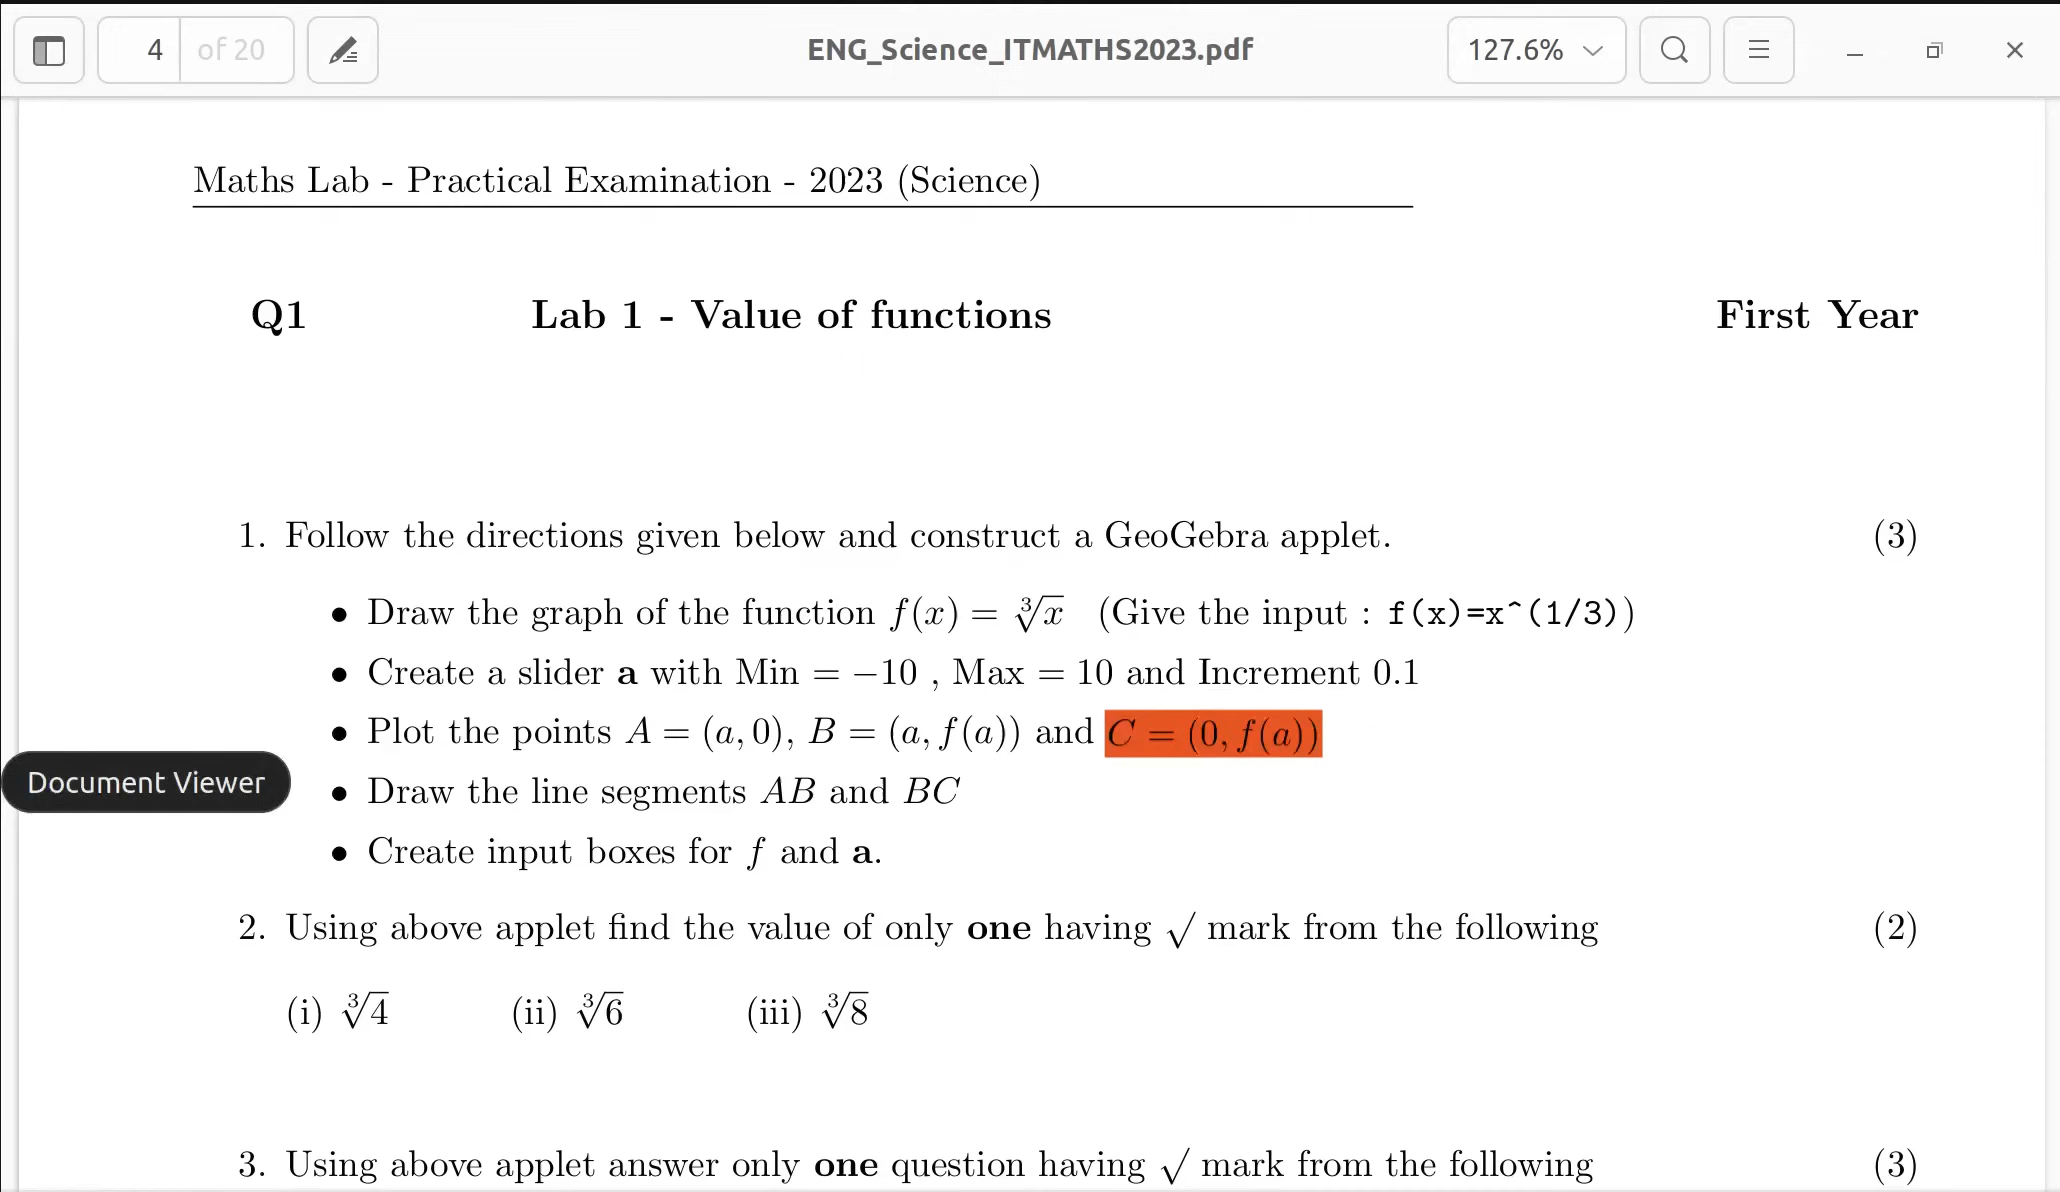 4 of 20 ENG_Science_ITMATHS2023.pdf 127.6%
Maths Lab - Practical Examination - 2023 (Science)
Q1 Lab 1 - Value of functions First Year
1. Follow the directions given below and construct a GeoGebra applet. (3)
• Draw the graph of the function f(x) = ∛x (Give the input : f(x)=x^(1/3))
• Create a slider a with Min = −10 , Max = 10 and Increment 0.1
• Plot the points A = (a, 0), B = (a, f(a)) and C = (0, f(a))
Document Viewer
• Draw the line segments AB and BC
• Create input boxes for f and a.
2. Using above applet find the value of only one having √ mark from the following (2)
(i) ∛4 (ii) ∛6 (iii) ∛8
3. Using above applet answer only one question having √ mark from the following (3)